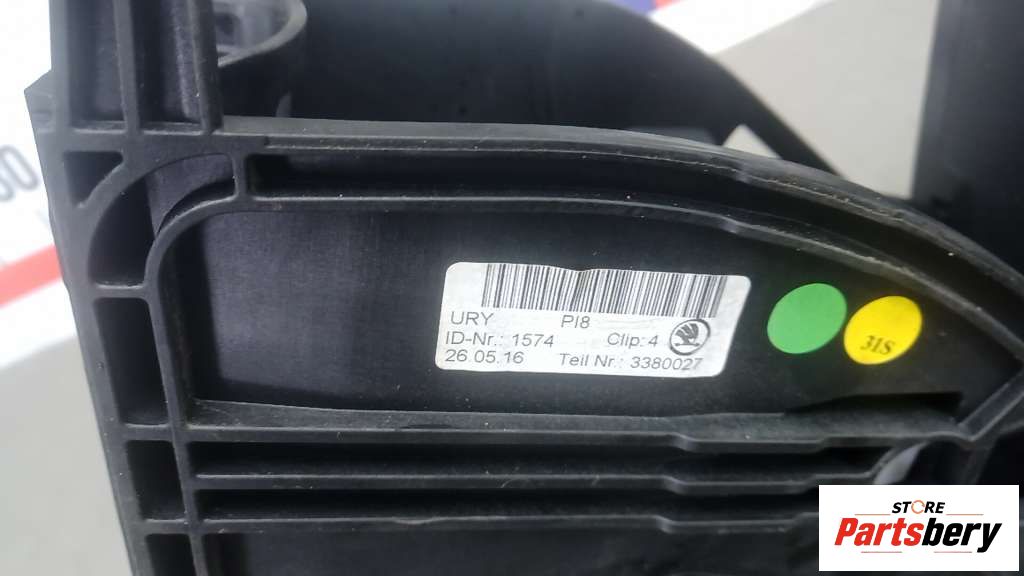 URY PI8
ID-Nr.: 1574 Clip: 4
26.05.16 Teil Nr.: 3380027
31S
STORE
Partsbery